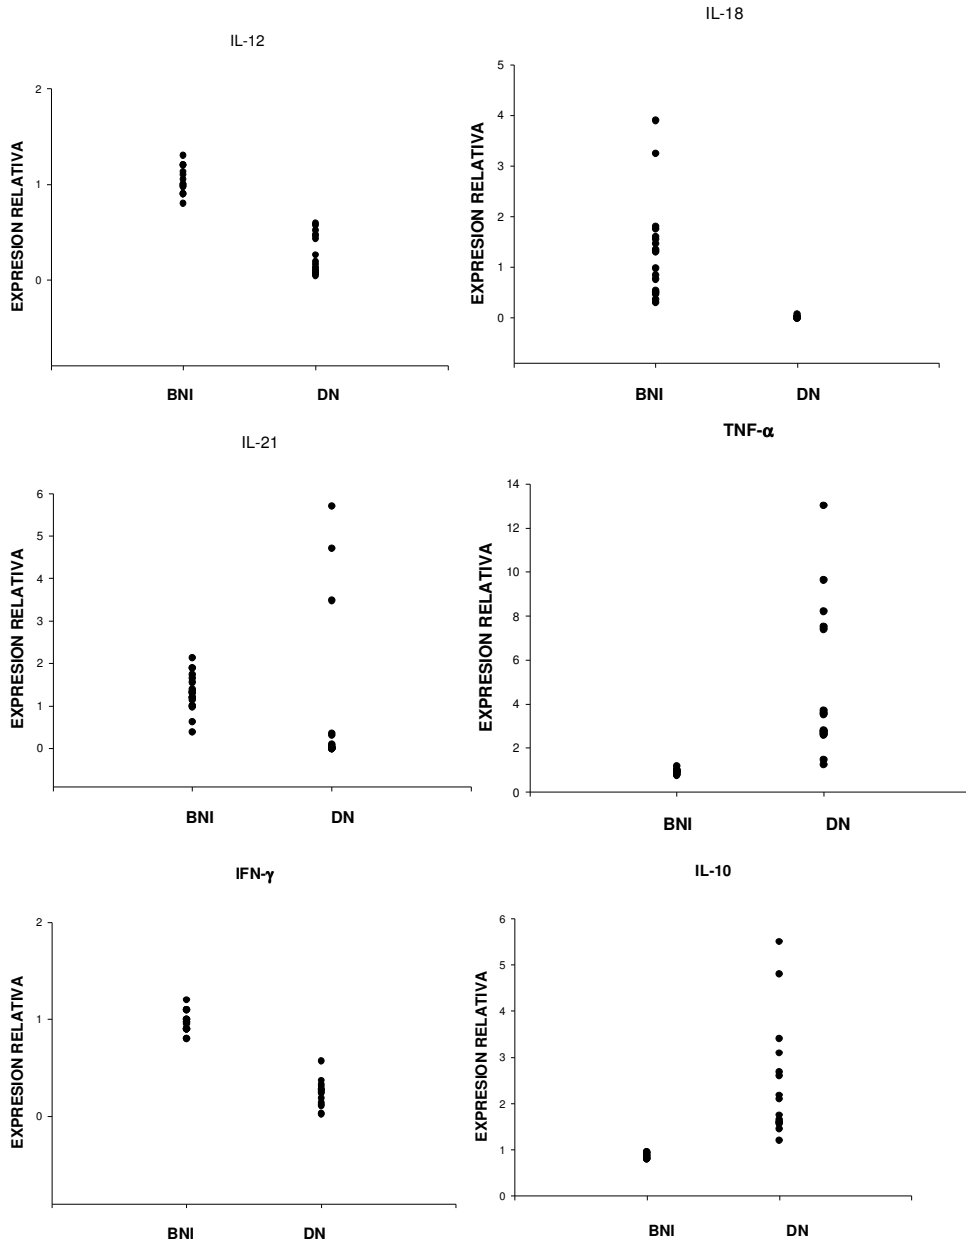 IL-12
EXPRESION RELATIVA
2
1
0
BNI DN
IL-18
EXPRESION RELATIVA
5
4
3
2
1
0
BNI DN
IL-21
EXPRESION RELATIVA
6
5
4
3
2
1
0
BNI DN
TNF-α
EXPRESION RELATIVA
14
12
10
8
6
4
2
0
BNI DN
IFN-γ
EXPRESION RELATIVA
2
1
0
BNI DN
IL-10
EXPRESION RELATIVA
6
5
4
3
2
1
0
BNI DN